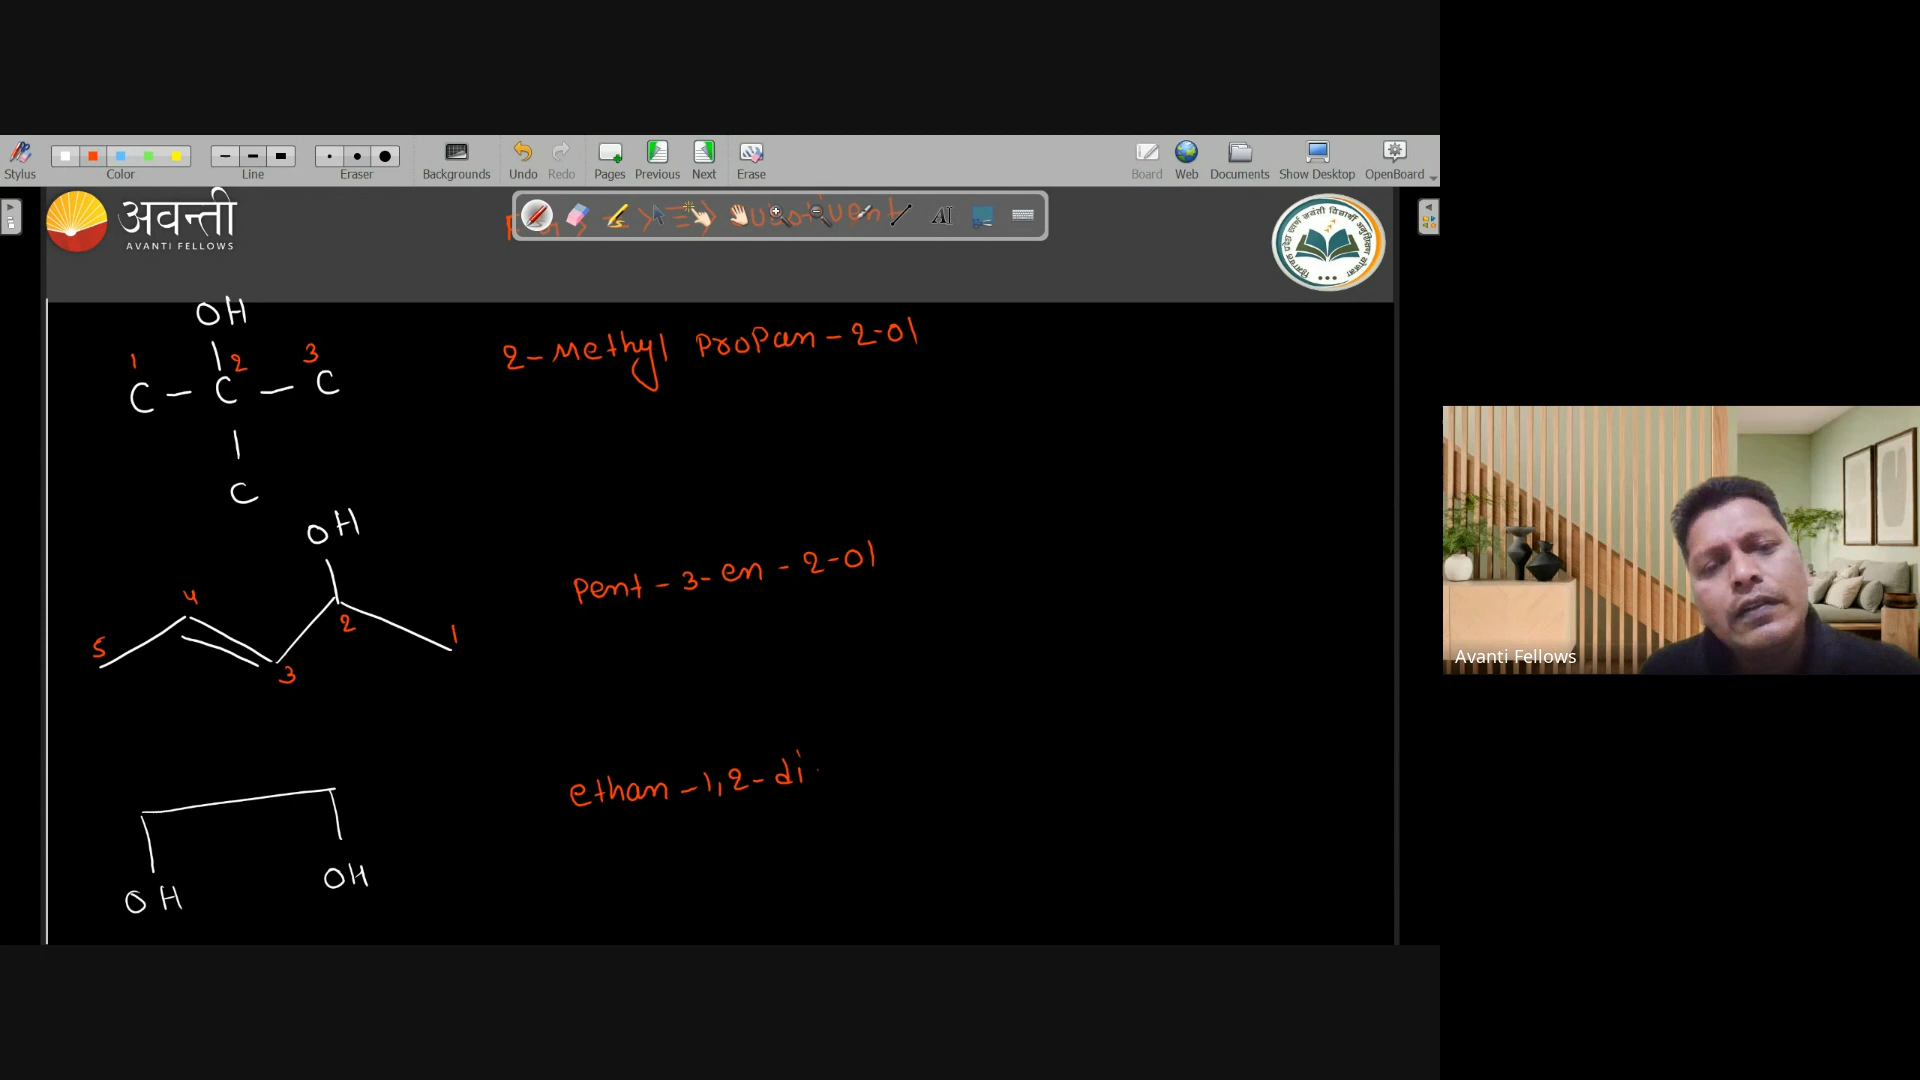 Stylus Color Line Eraser Backgrounds Undo Redo Pages Previous Next Erase Board Web Documents Show Desktop OpenBoard
अवन्ती
AVANTI FELLOWS
OH
1 2 3
C - C - C
C
2-Methyl Propan-2-ol
OH
5 4 3 2 1
Pent-3-en-2-ol
ethan-1,2-di
OH OH
Avanti Fellows